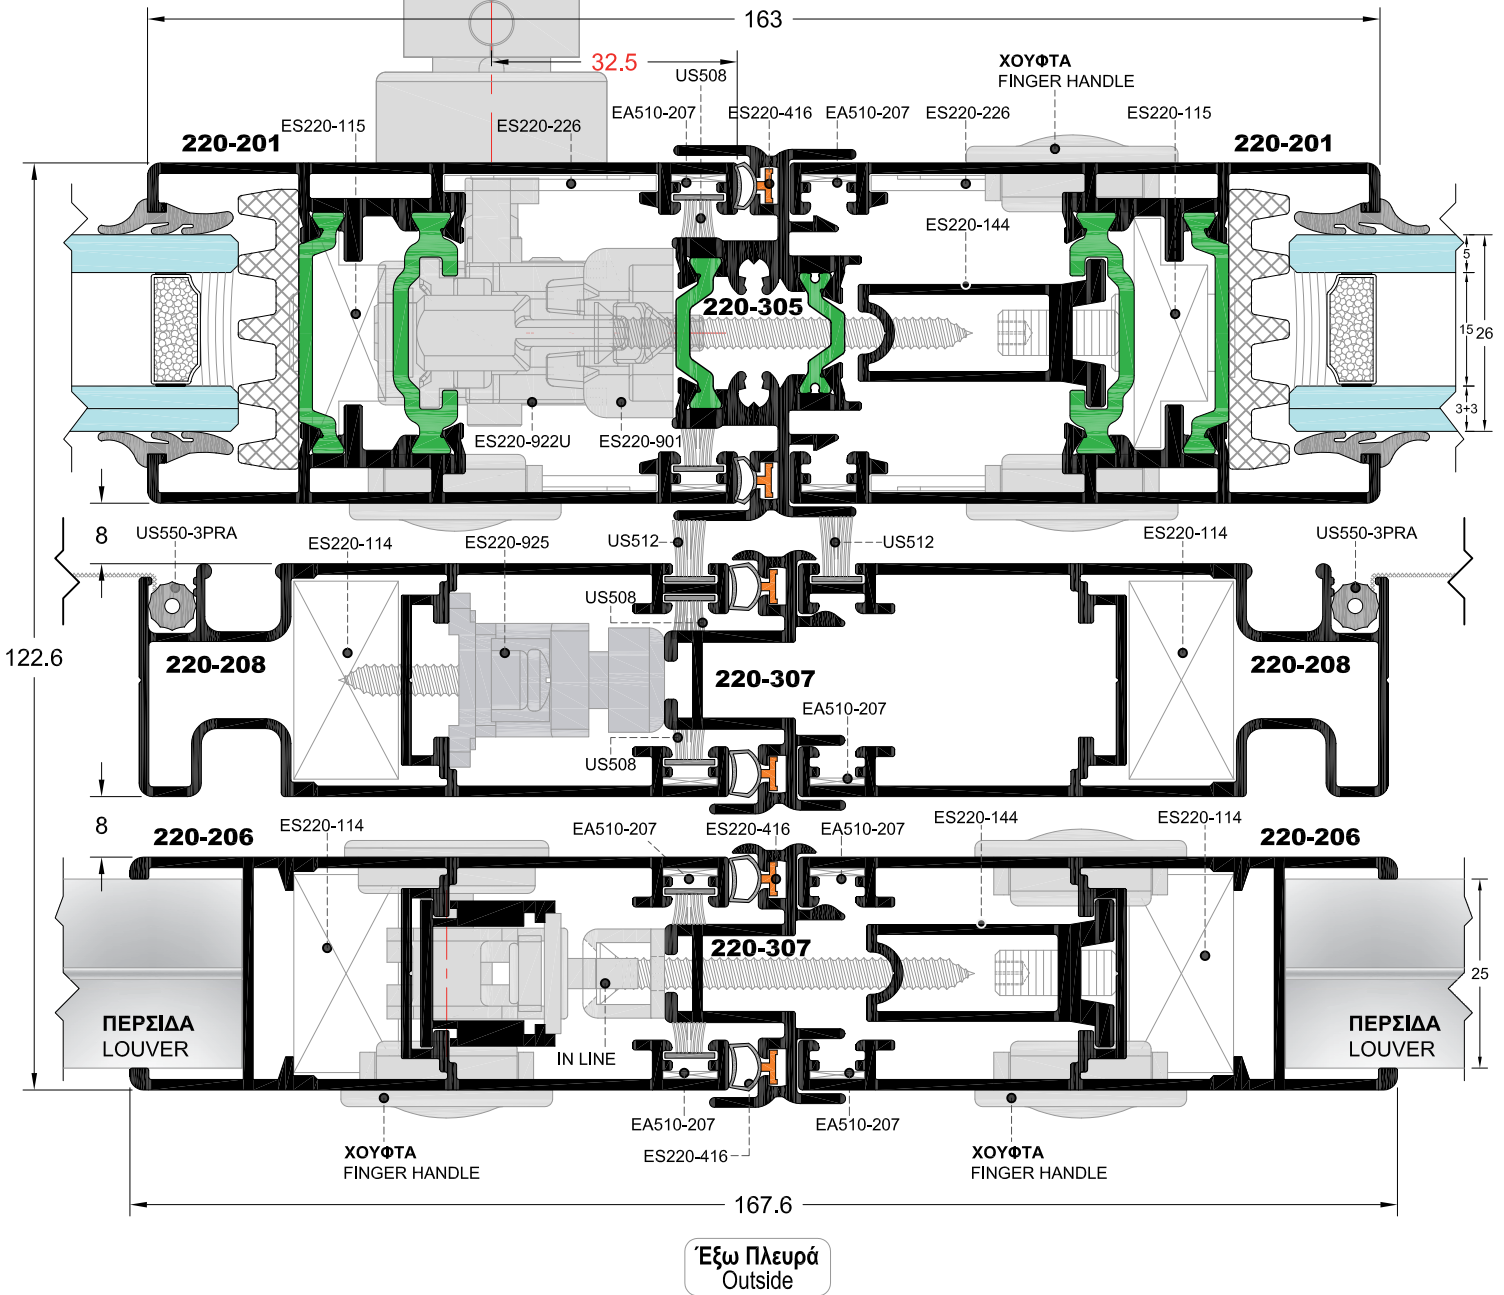 163
32.5
US508
ΧΟΥΦΤΑ
FINGER HANDLE
EA510-207
ES220-416
EA510-207
ES220-226
ES220-115
ES220-115
ES220-226
220-201
220-201
ES220-144
220-305
5
15
26
3+3
ES220-922U
ES220-901
8
US550-3PRA
ES220-114
ES220-925
US512
US512
ES220-114
US550-3PRA
US508
122.6
220-208
220-307
220-208
EA510-207
US508
8
220-206
ES220-114
EA510-207
ES220-416
EA510-207
ES220-144
ES220-114
220-206
220-307
25
ΠΕΡΣΙΔΑ
LOUVER
IN LINE
ΠΕΡΣΙΔΑ
LOUVER
EA510-207
EA510-207
ES220-416
ΧΟΥΦΤΑ
FINGER HANDLE
ΧΟΥΦΤΑ
FINGER HANDLE
167.6
Έξω Πλευρά
Outside